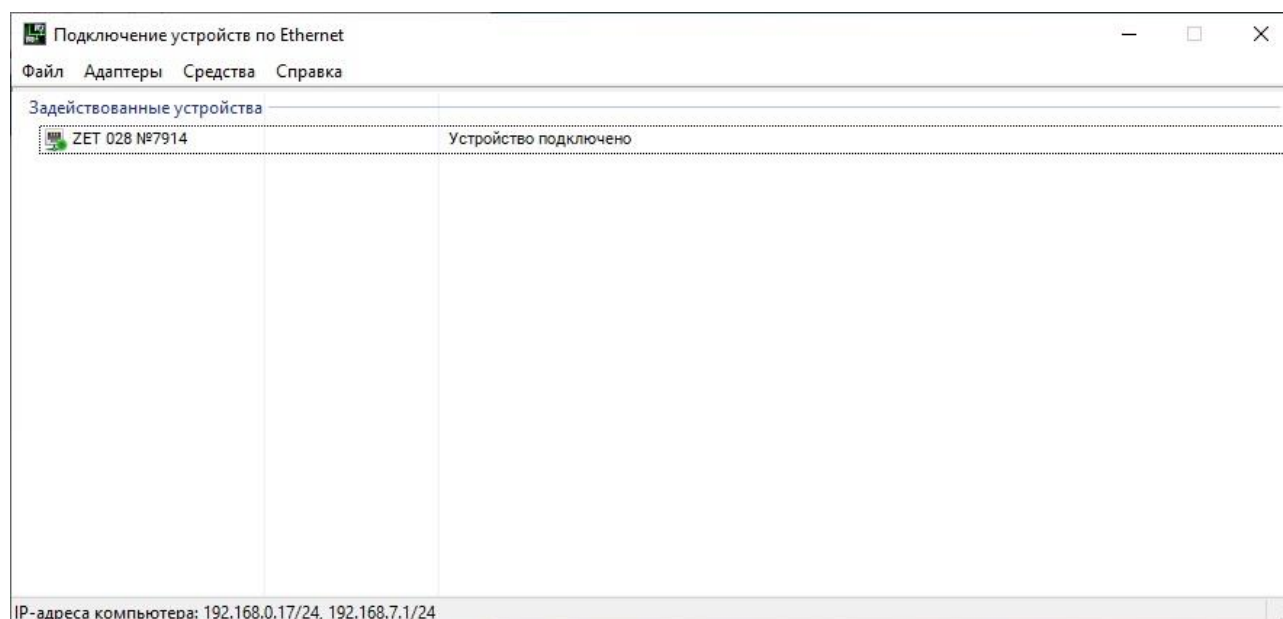 Подключение устройств по Ethernet
Файл Адаптеры Средства Справка
Задействованные устройства
ZET 028 №7914 Устройство подключено
IP-адреса компьютера: 192.168.0.17/24, 192.168.7.1/24